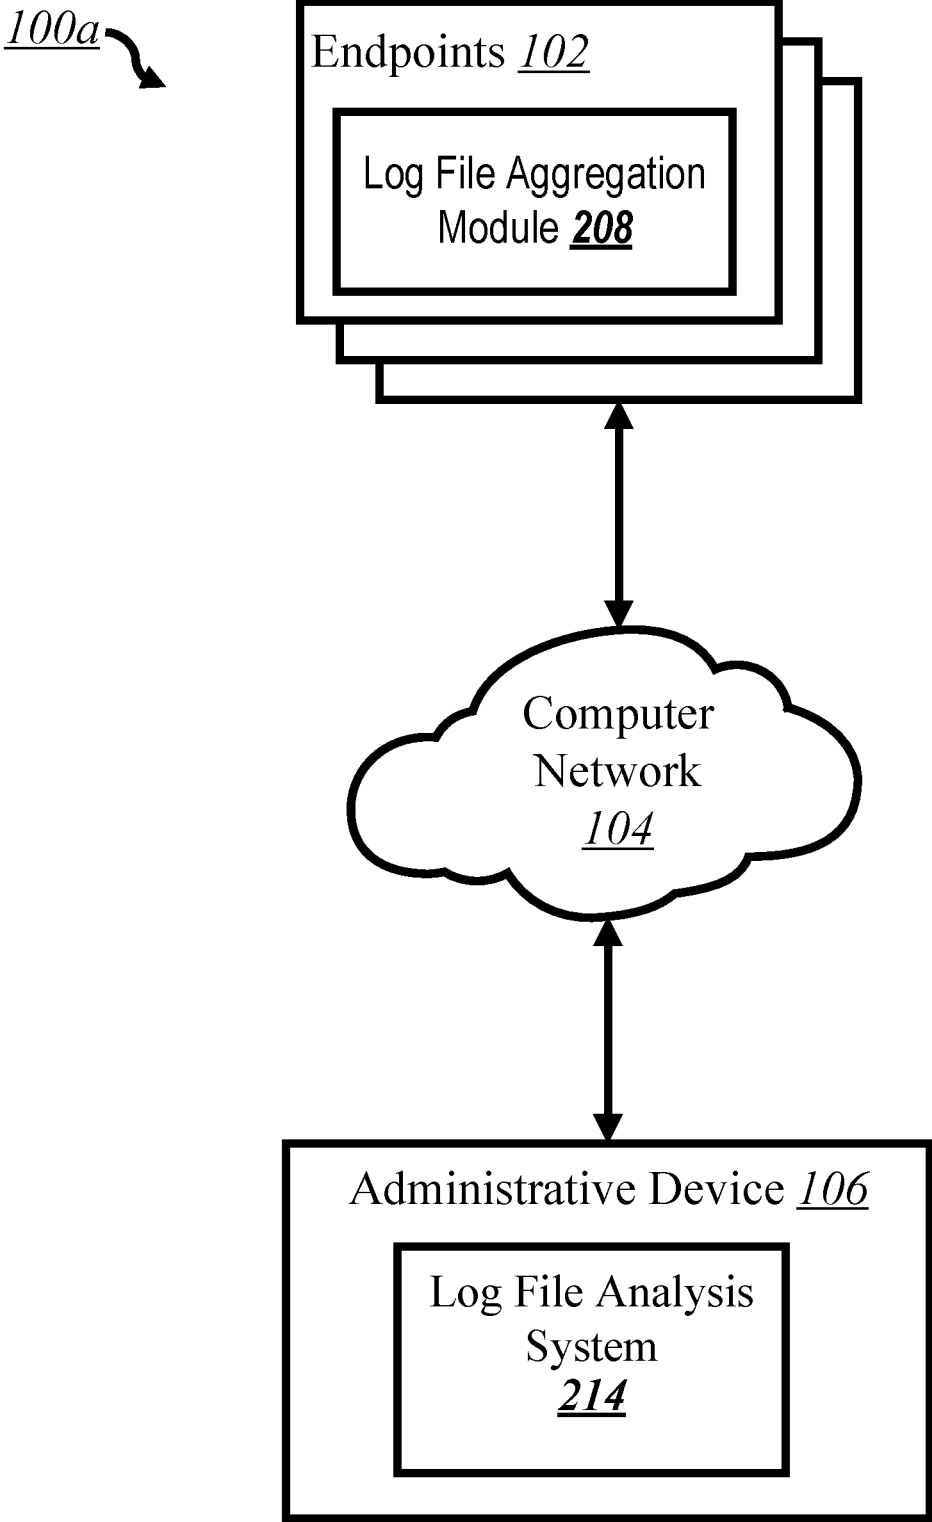 100a
Endpoints 102
Log File Aggregation
Module 208
Computer
Network
104
Administrative Device 106
Log File Analysis
System
214